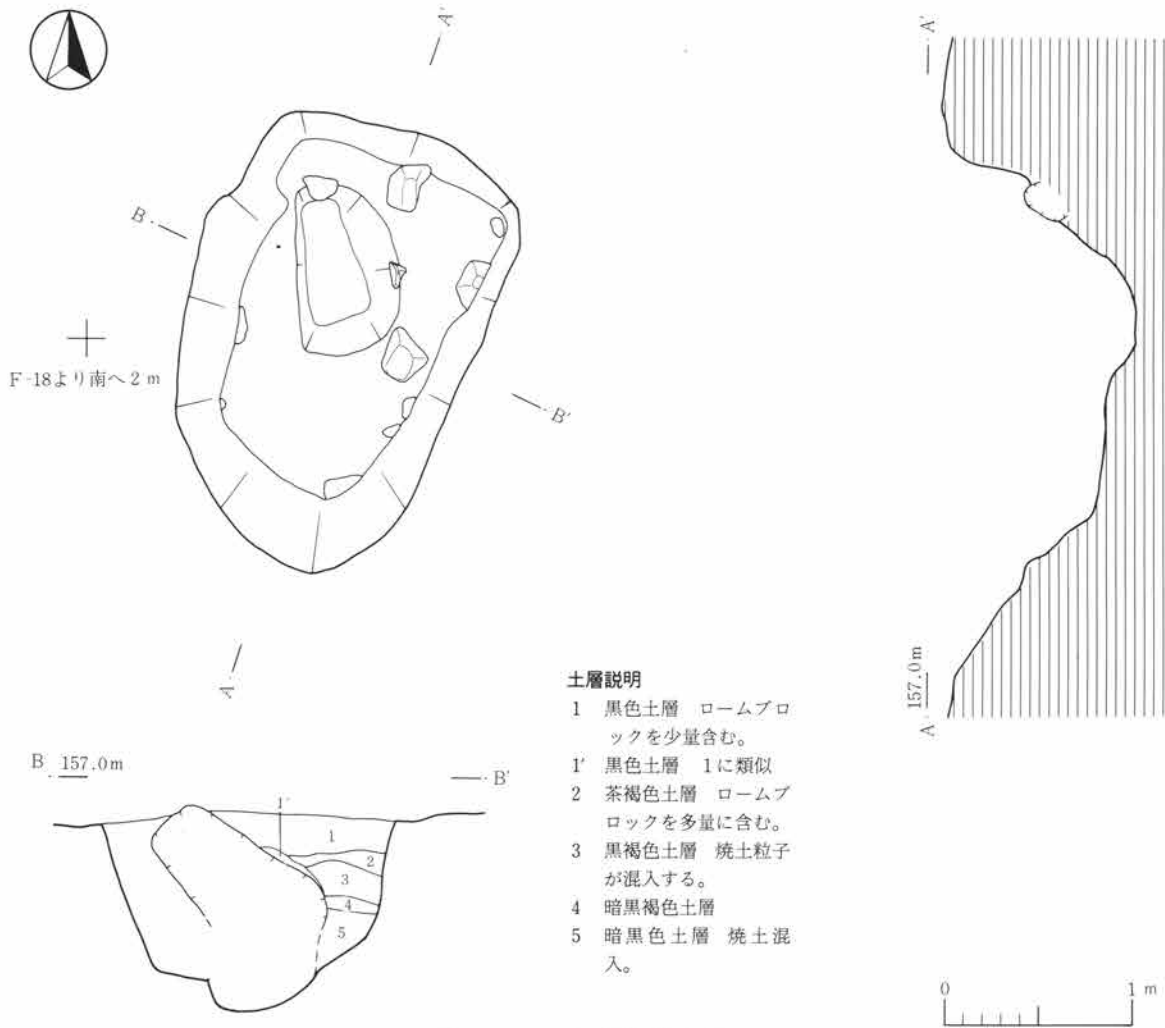 A'
A'
B
F-18より南へ2m
B'
A
157.0m
A
B 157.0m
B'
1'
1
2
3
4
5
土層説明
1 黒色土層 ロームブロ
ックを少量含む。
1' 黒色土層 1に類似
2 茶褐色土層 ロームブ
ロックを多量に含む。
3 黒褐色土層 焼土粒子
が混入する。
4 暗黒褐色土層
5 暗黒色土層 焼土混
入。
0 1m